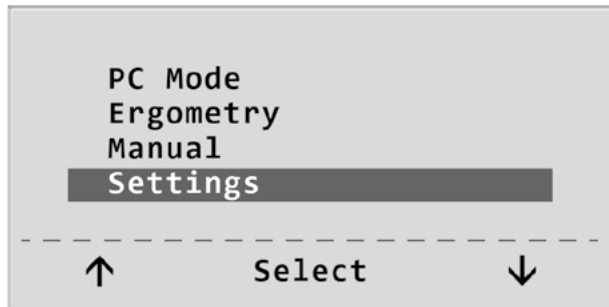 PC Mode
Ergometry
Manual
Settings
↑ Select ↓